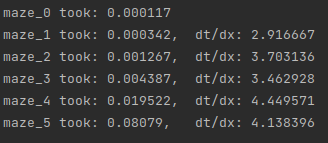 maze_0 took: 0.000117
maze_1 took: 0.000342,  dt/dx: 2.916667
maze_2 took: 0.001267,  dt/dx: 3.703136
maze_3 took: 0.004387,  dt/dx: 3.462928
maze_4 took: 0.019522,  dt/dx: 4.449571
maze_5 took: 0.08079,   dt/dx: 4.138396